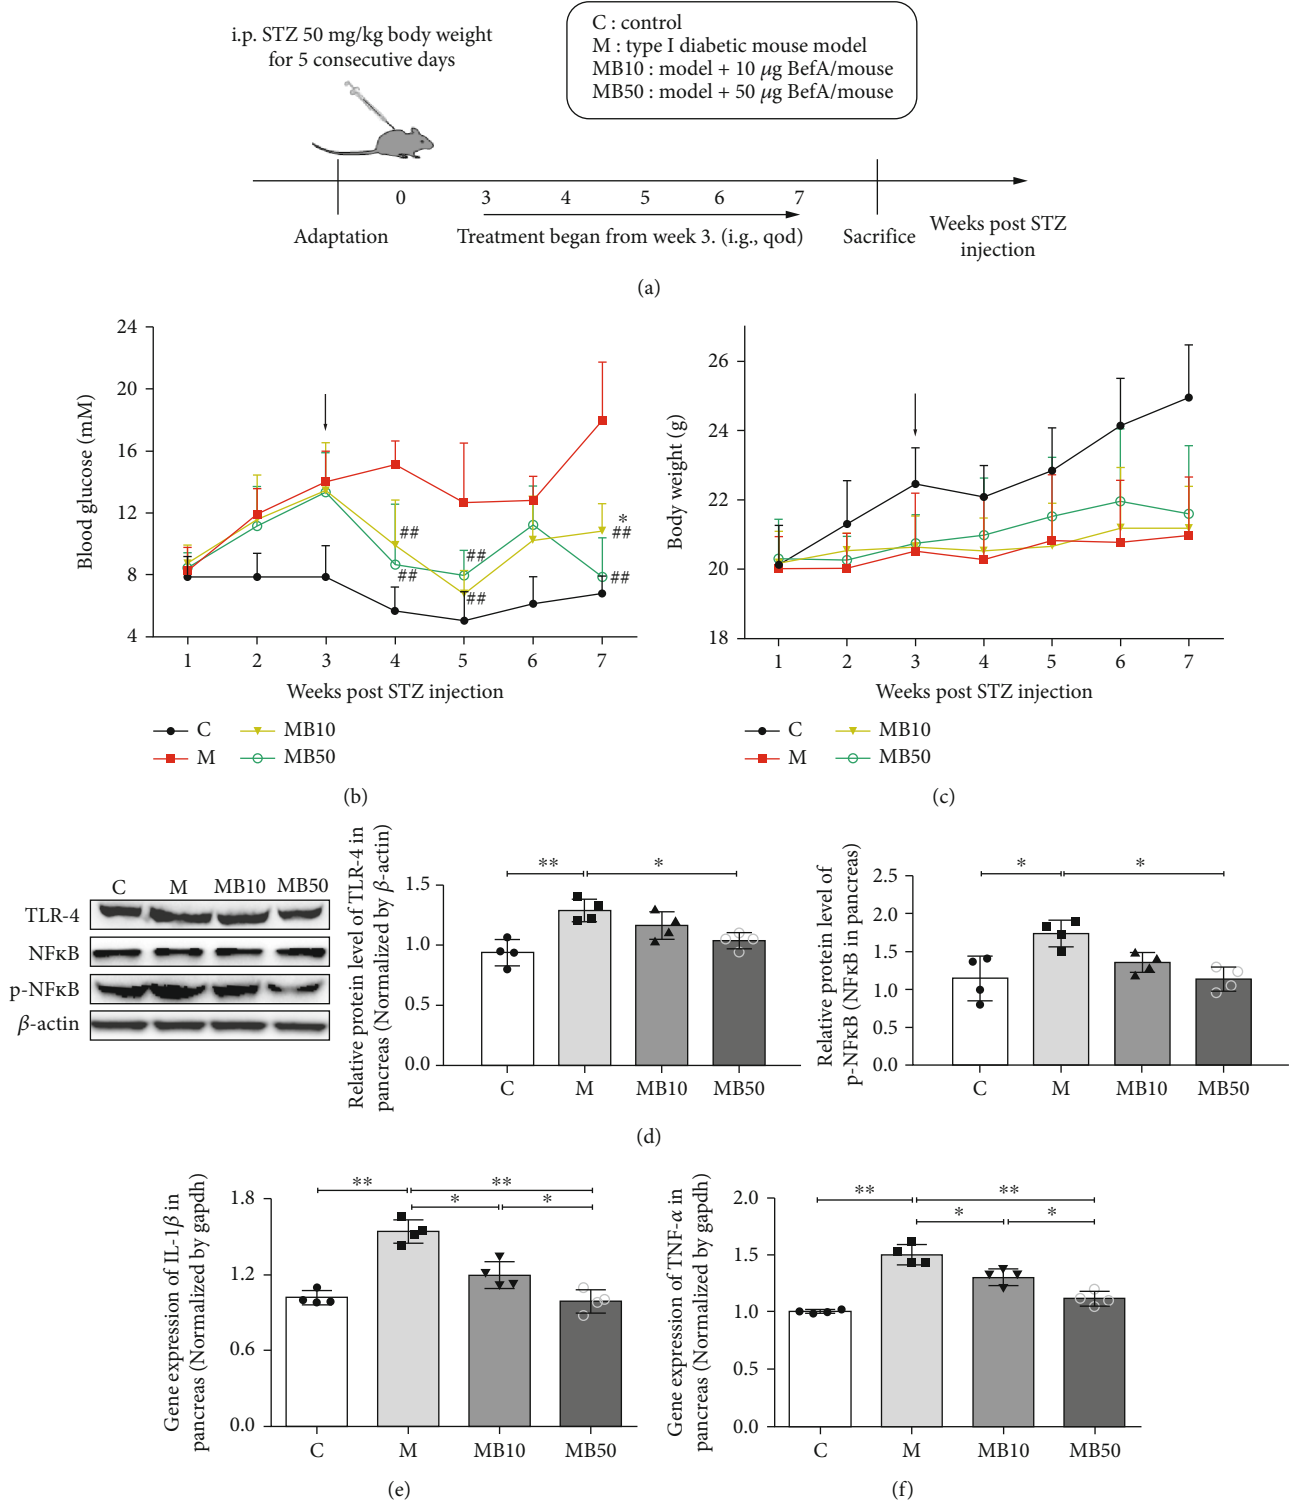 i.p. STZ 50 mg/kg body weight
for 5 consecutive days
C : control
M : type I diabetic mouse model
MB10 : model + 10 μg BefA/mouse
MB50 : model + 50 μg BefA/mouse
0 3 4 5 6 7
Adaptation
Treatment began from week 3. (i.g., qod)
Sacrifice
Weeks post STZ
injection
(a)
Blood glucose (mM)
24
20
16
12
8
4
##
##
##
##
*
##
##
1 2 3 4 5 6 7
Weeks post STZ injection
C
MB10
M
MB50
(b)
Body weight (g)
26
24
22
20
18
1 2 3 4 5 6 7
Weeks post STZ injection
C
MB10
M
MB50
(c)
C M MB10 MB50
TLR-4
NFκB
p-NFκB
β-actin
Relative protein level of TLR-4 in
pancreas (Normalized by β-actin)
1.5
1.0
0.5
0.0
** *
C M MB10 MB50
Relative protein level of
p-NFκB (NFκB in pancreas)
2.5
2.0
1.5
1.0
0.5
0.0
* *
C M MB10 MB50
(d)
Gene expression of IL-1β in
pancreas (Normalized by gapdh)
1.8
1.2
0.6
0.0
** **
* *
C M MB10 MB50
(e)
Gene expression of TNF-α in
pancreas (Normalized by gapdh)
2.0
1.5
1.0
0.5
0.0
** **
* *
C M MB10 MB50
(f)